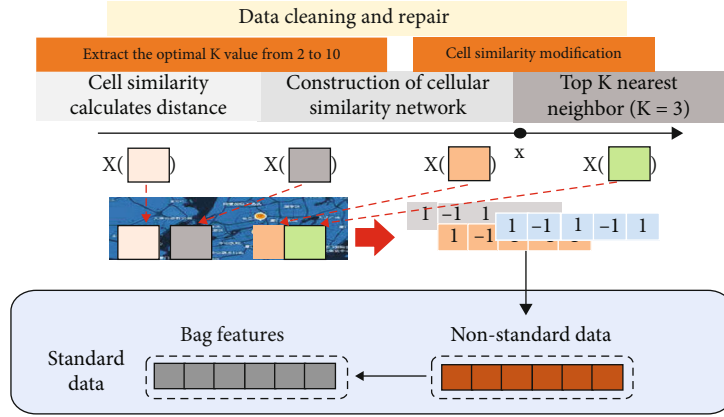 Data cleaning and repair
Extract the optimal K value from 2 to 10
Cell similarity modification
Cell similarity
calculates distance
Construction of cellular
similarity network
Top K nearest
neighbor (K = 3)
x
X( )
X( )
X( )
X( )
1 −1 1
1 −1 1 −1 1
1 −1
Bag features
Non-standard data
Standard
data